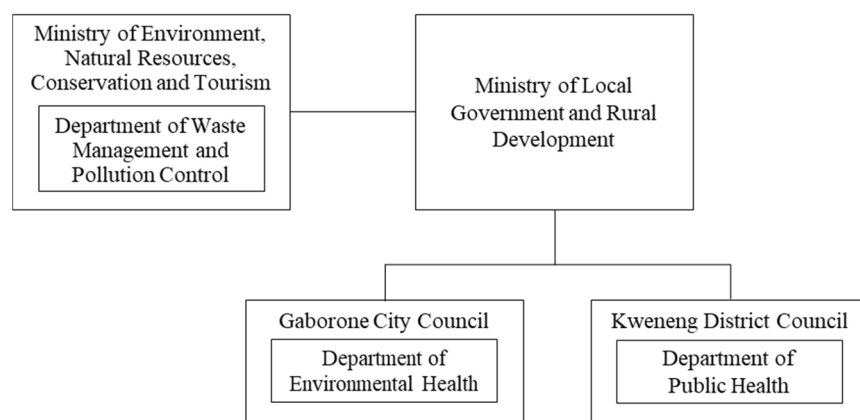 Ministry of Environment,
Natural Resources,
Conservation and Tourism
Department of Waste
Management and
Pollution Control
Ministry of Local
Government and Rural
Development
Gaborone City Council
Department of
Environmental Health
Kweneng District Council
Department of
Public Health